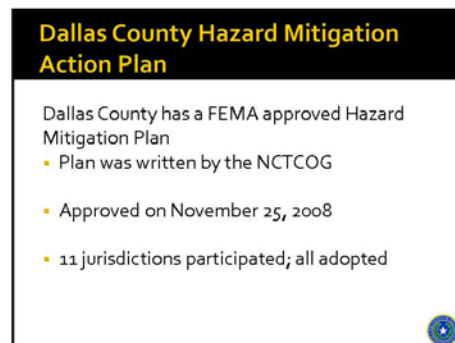 Dallas County Hazard Mitigation
Action Plan
Dallas County has a FEMA approved Hazard
Mitigation Plan
▪ Plan was written by the NCTCOG
▪ Approved on November 25, 2008
▪ 11 jurisdictions participated; all adopted